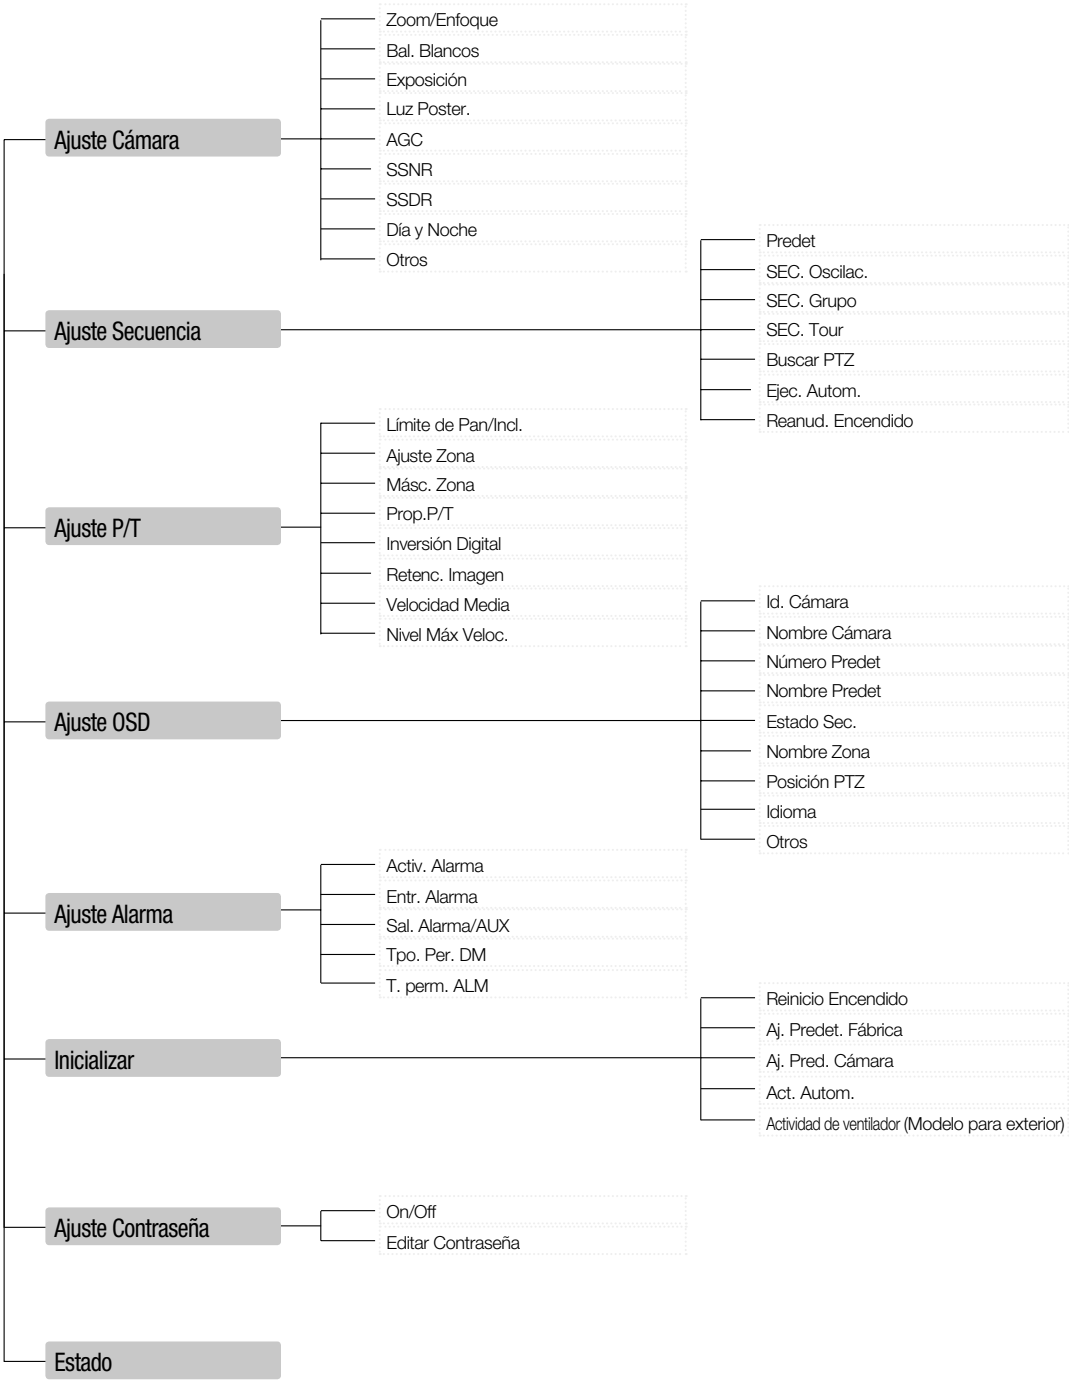 Ajuste Cámara
Zoom/Enfoque
Bal. Blancos
Exposición
Luz Poster.
AGC
SSNR
SSDR
Día y Noche
Otros
Ajuste Secuencia
Predet
SEC. Oscilac.
SEC. Grupo
SEC. Tour
Buscar PTZ
Ejec. Autom.
Reanud. Encendido
Ajuste P/T
Límite de Pan/Incl.
Ajuste Zona
Másc. Zona
Prop.P/T
Inversión Digital
Retenc. Imagen
Velocidad Media
Nivel Máx Veloc.
Ajuste OSD
Id. Cámara
Nombre Cámara
Número Predet
Nombre Predet
Estado Sec.
Nombre Zona
Posición PTZ
Idioma
Otros
Ajuste Alarma
Activ. Alarma
Entr. Alarma
Sal. Alarma/AUX
Tpo. Per. DM
T. perm. ALM
Inicializar
Reinicio Encendido
Aj. Predet. Fábrica
Aj. Pred. Cámara
Act. Autom.
Actividad de ventilador (Modelo para exterior)
Ajuste Contraseña
On/Off
Editar Contraseña
Estado